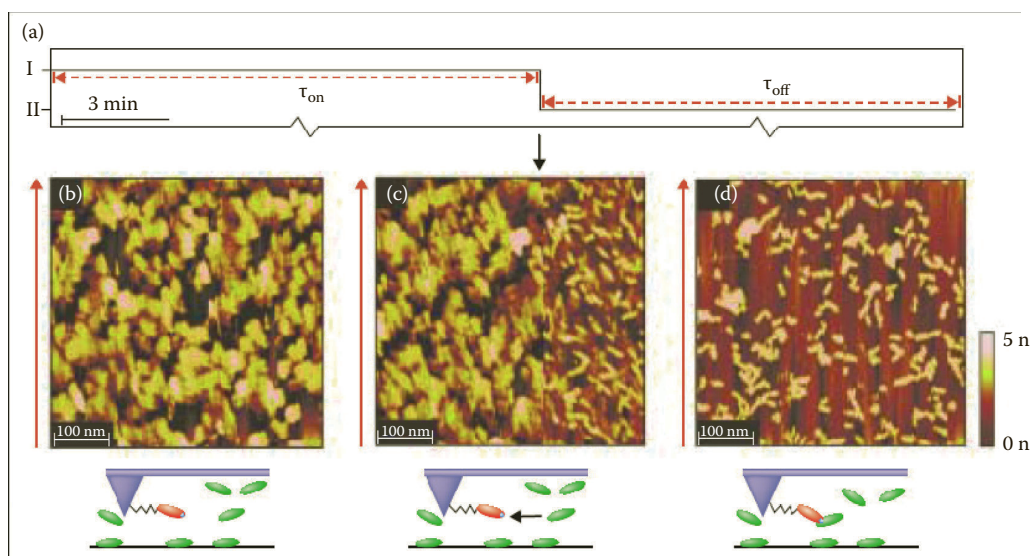 (a)
I
τon
τoff
3 min
II
(b)
(c)
(d)
5 n
100 nm
100 nm
100 nm
0 n